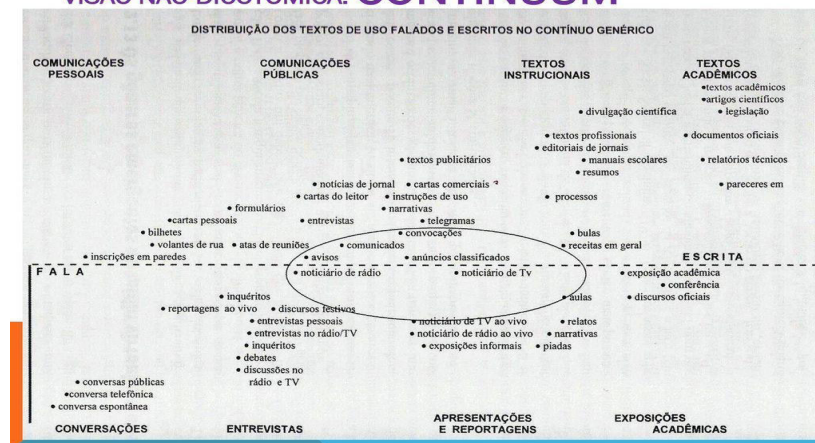 VISÃO NÃO DICOTÔMICA: CONTINUUM
DISTRIBUIÇÃO DOS TEXTOS DE USO FALADOS E ESCRITOS NO CONTÍNUO GENÉRICO
COMUNICAÇÕES PESSOAIS
COMUNICAÇÕES PÚBLICAS
TEXTOS INSTRUCIONAIS
TEXTOS ACADÊMICOS
•textos acadêmicos
•artigos científicos
• divulgação científica • legislação
• textos profissionais • documentos oficiais
• editoriais de jornais
• textos publicitários • manuais escolares • relatórios técnicos
• resumos
• notícias de jornal • cartas comerciais • pareceres em
• cartas do leitor • instruções de uso • processos
• formulários • narrativas
•cartas pessoais • entrevistas • telegramas
• bilhetes • convocações • bulas
• volantes de rua • atas de reuniões • comunicados • receitas em geral
• inscrições em paredes • avisos • anúncios classificados ESCRITA
FALA • noticiário de rádio • noticiário de Tv • exposição acadêmica
• conferência
• inquéritos • aulas • discursos oficiais
• reportagens ao vivo • discursos festivos
• entrevistas pessoais • noticiário de TV ao vivo • relatos
• entrevistas no rádio/TV • noticiário de rádio ao vivo • narrativas
• inquéritos • exposições informais • piadas
• debates
• discussões no
rádio e TV
• conversas públicas
•conversa telefônica
• conversa espontânea
CONVERSAÇÕES
ENTREVISTAS
APRESENTAÇÕES E REPORTAGENS
EXPOSIÇÕES ACADÊMICAS